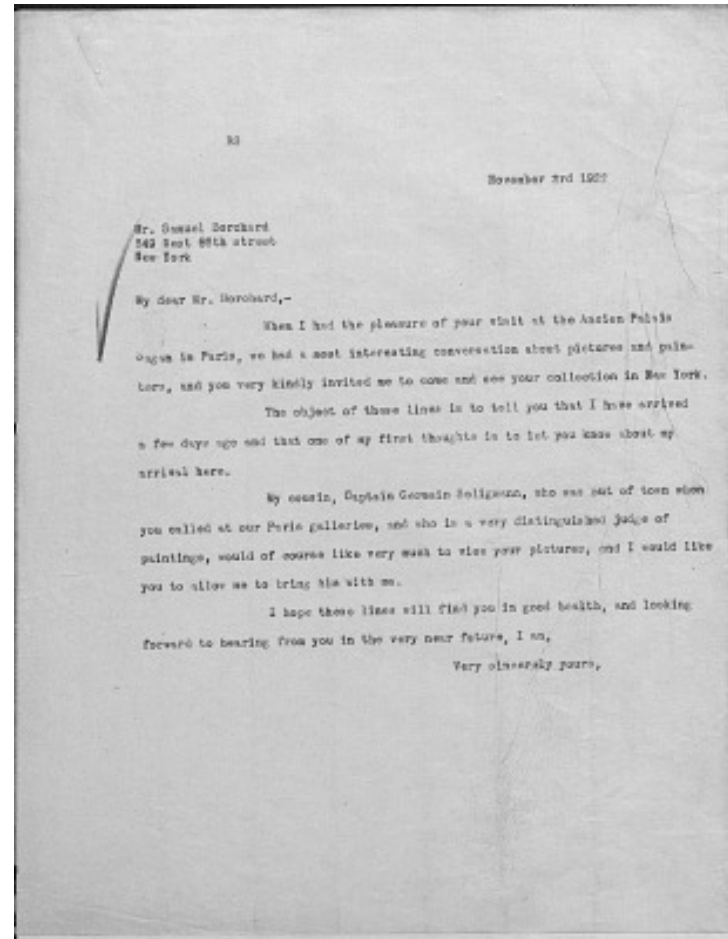 November 3rd 1922
Mr. Samuel Borchard
West 88th street
New York
My dear Mr. Borchard,-
When I had the pleasure of your visit at the Ancien Palais
Sagan in Paris, we had a most interesting conversation about pictures and pain-
ters, and you very kindly invited me to come and see your collection in New York.
The object of these lines is to tell you that I have arrived
a few days ago and that one of my first thoughts is to let you know about my
arrival here.
My cousin, Captain Germain Seligmann, who was out of town when
you called at our Paris galleries, and who is a very distinguished judge of
paintings, would of course like very much to view your pictures, and I would like
you to allow me to bring him with me.
I hope these lines will find you in good health, and looking
forward to hearing from you in the very near future, I am,
Very sincerely yours,